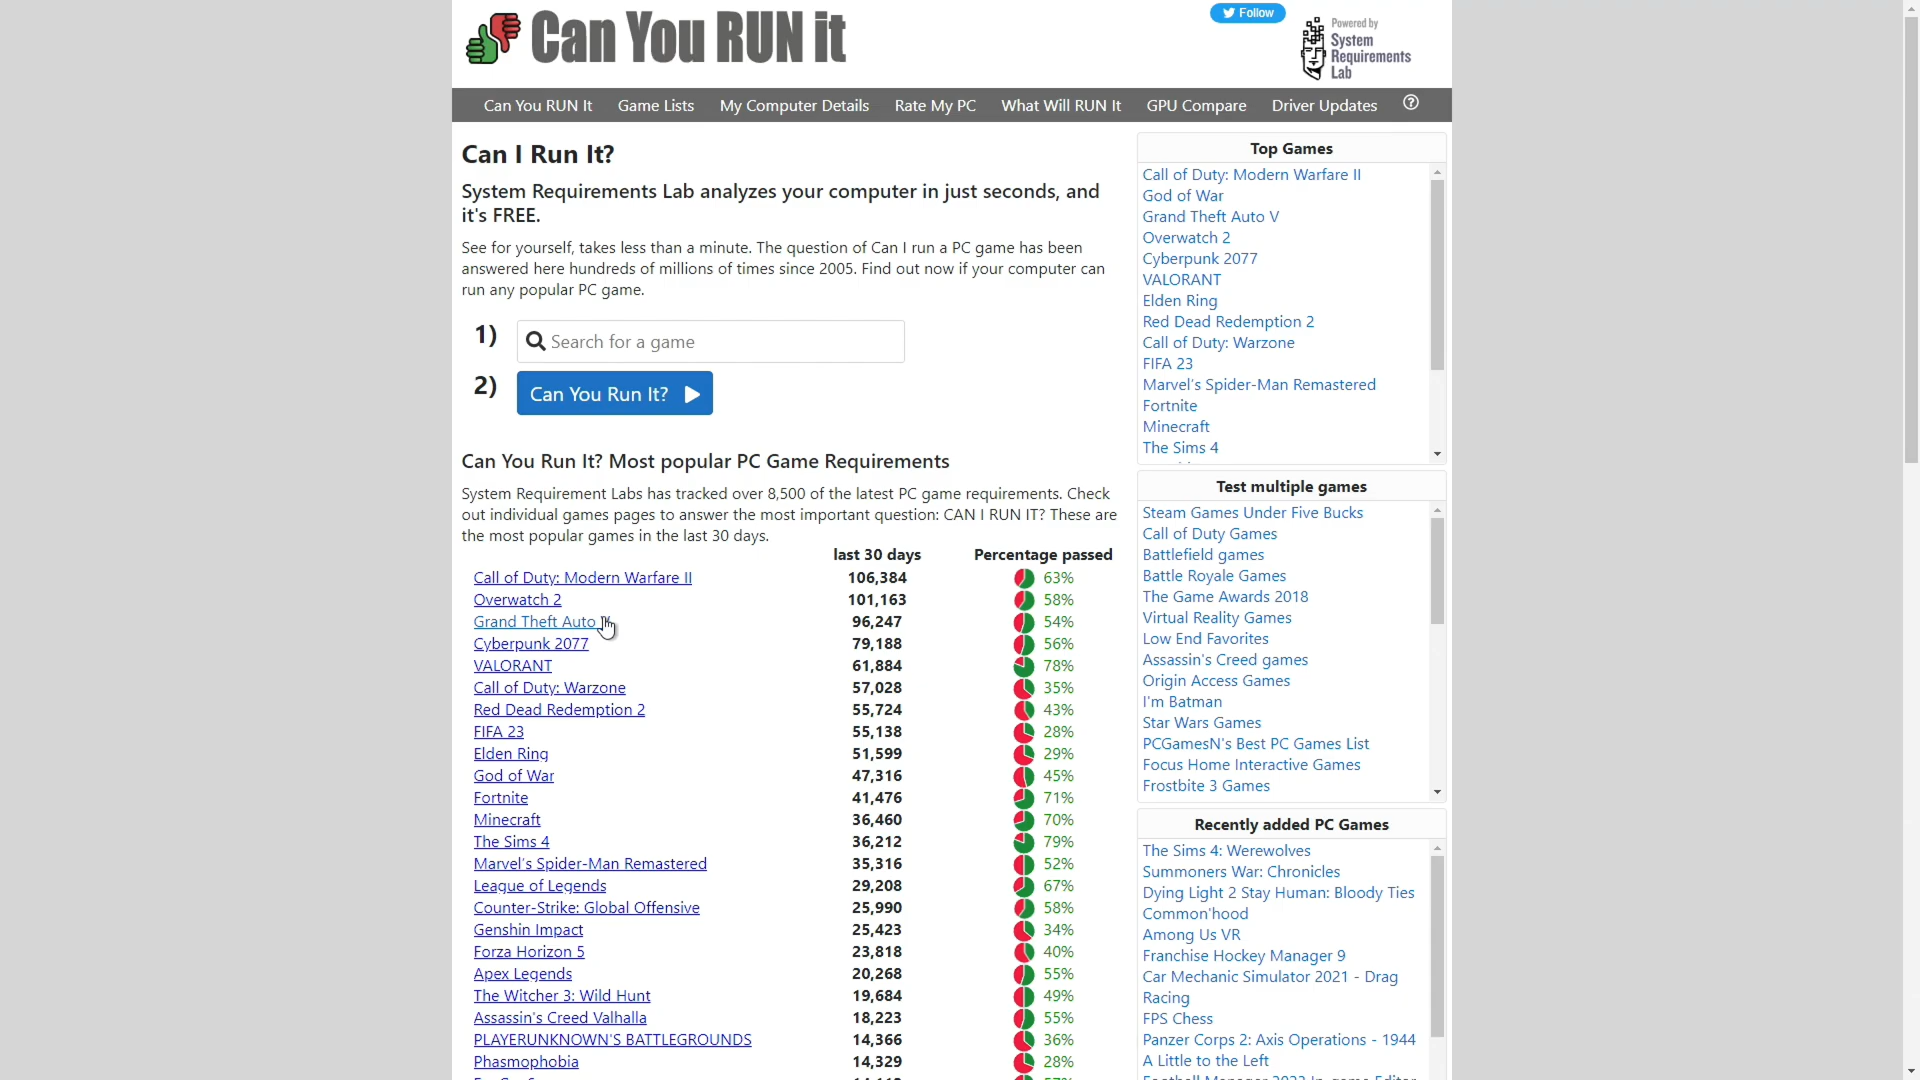 Can You RUN it
Follow
Powered by
System
Requirements
Lab
Can You RUN It Game Lists My Computer Details Rate My PC What Will RUN It GPU Compare Driver Updates ?
Can I Run It?
System Requirements Lab analyzes your computer in just seconds, and
it's FREE.
See for yourself, takes less than a minute. The question of Can I run a PC game has been
answered here hundreds of millions of times since 2005. Find out now if your computer can
run any popular PC game.
1) Search for a game
2) Can You Run It?
Can You Run It? Most popular PC Game Requirements
System Requirement Labs has tracked over 8,500 of the latest PC game requirements. Check
out individual games pages to answer the most important question: CAN I RUN IT? These are
the most popular games in the last 30 days.
last 30 days Percentage passed
Call of Duty: Modern Warfare II 106,384 63%
Overwatch 2 101,163 58%
Grand Theft Auto 96,247 54%
Cyberpunk 2077 79,188 56%
VALORANT 61,884 78%
Call of Duty: Warzone 57,028 35%
Red Dead Redemption 2 55,724 43%
FIFA 23 55,138 28%
Elden Ring 51,599 29%
God of War 47,316 45%
Fortnite 41,476 71%
Minecraft 36,460 70%
The Sims 4 36,212 79%
Marvel's Spider-Man Remastered 35,316 52%
League of Legends 29,208 67%
Counter-Strike: Global Offensive 25,990 58%
Genshin Impact 25,423 34%
Forza Horizon 5 23,818 40%
Apex Legends 20,268 55%
The Witcher 3: Wild Hunt 19,684 49%
Assassin's Creed Valhalla 18,223 55%
PLAYERUNKNOWN'S BATTLEGROUNDS 14,366 36%
Phasmophobia 14,329 28%
Top Games
Call of Duty: Modern Warfare II
God of War
Grand Theft Auto V
Overwatch 2
Cyberpunk 2077
VALORANT
Elden Ring
Red Dead Redemption 2
Call of Duty: Warzone
FIFA 23
Marvel's Spider-Man Remastered
Fortnite
Minecraft
The Sims 4
Test multiple games
Steam Games Under Five Bucks
Call of Duty Games
Battlefield games
Battle Royale Games
The Game Awards 2018
Virtual Reality Games
Low End Favorites
Assassin's Creed games
Origin Access Games
I'm Batman
Star Wars Games
PCGamesN's Best PC Games List
Focus Home Interactive Games
Frostbite 3 Games
Recently added PC Games
The Sims 4: Werewolves
Summoners War: Chronicles
Dying Light 2 Stay Human: Bloody Ties
Common'hood
Among Us VR
Franchise Hockey Manager 9
Car Mechanic Simulator 2021 - Drag
Racing
FPS Chess
Panzer Corps 2: Axis Operations - 1944
A Little to the Left